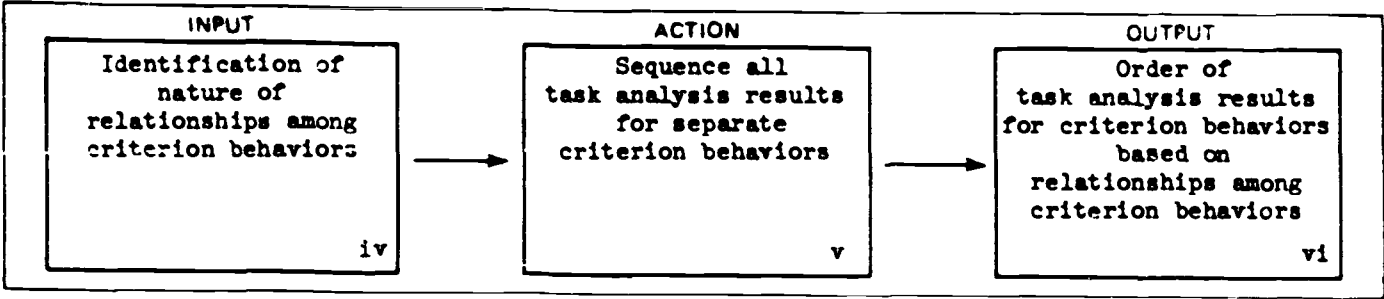 INPUT
Identification of
nature of
relationships among
criterion behaviors
iv
ACTION
Sequence all
task analysis results
for separate
criterion behaviors
v
OUTPUT
Order of
task analysis results
for criterion behaviors
based on
relationships among
criterion behaviors
vi